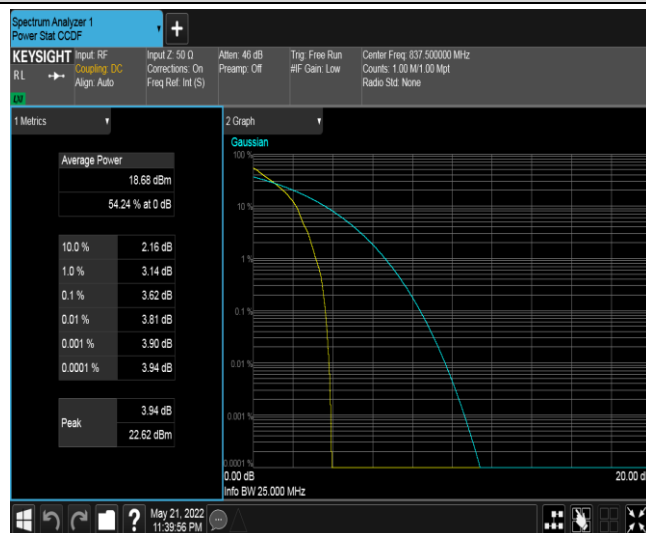 Spectrum Analyzer 1
Power Stat CCDF
+
KEYSIGHT
RL
LM
Input: RF
Coupling: DC
Align: Auto
Input Z: 50 Ω
Corrections: On
Freq Ref: Int (S)
Atten: 46 dB
Preamp: Off
Trig: Free Run
#IF Gain: Low
Center Freq: 837.500000 MHz
Counts: 1.00 M/1.00 Mpt
Radio Std: None
1 Metrics
Average Power
18.68 dBm
54.24 % at 0 dB
10.0 % 2.16 dB
1.0 % 3.14 dB
0.1 % 3.62 dB
0.01 % 3.81 dB
0.001 % 3.90 dB
0.0001 % 3.94 dB
Peak
3.94 dB
22.62 dBm
2 Graph
Gaussian
100 %
10 %
1 %
0.1 %
0.01 %
0.001 %
0.0001 %
0.00 dB 20.00 d
Info BW 25.000 MHz
?
May 21, 2022
11:39:56 PM